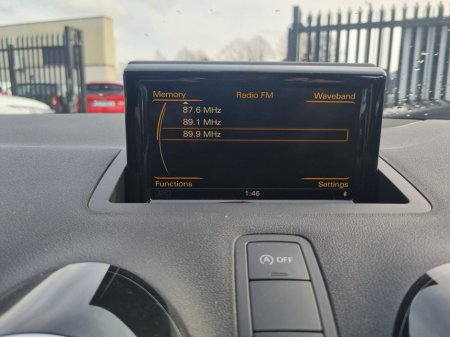 Memory Radio FM Waveband
87.6 MHz
89.1 MHz
89.9 MHz
Functions Settings
1:46
A OFF